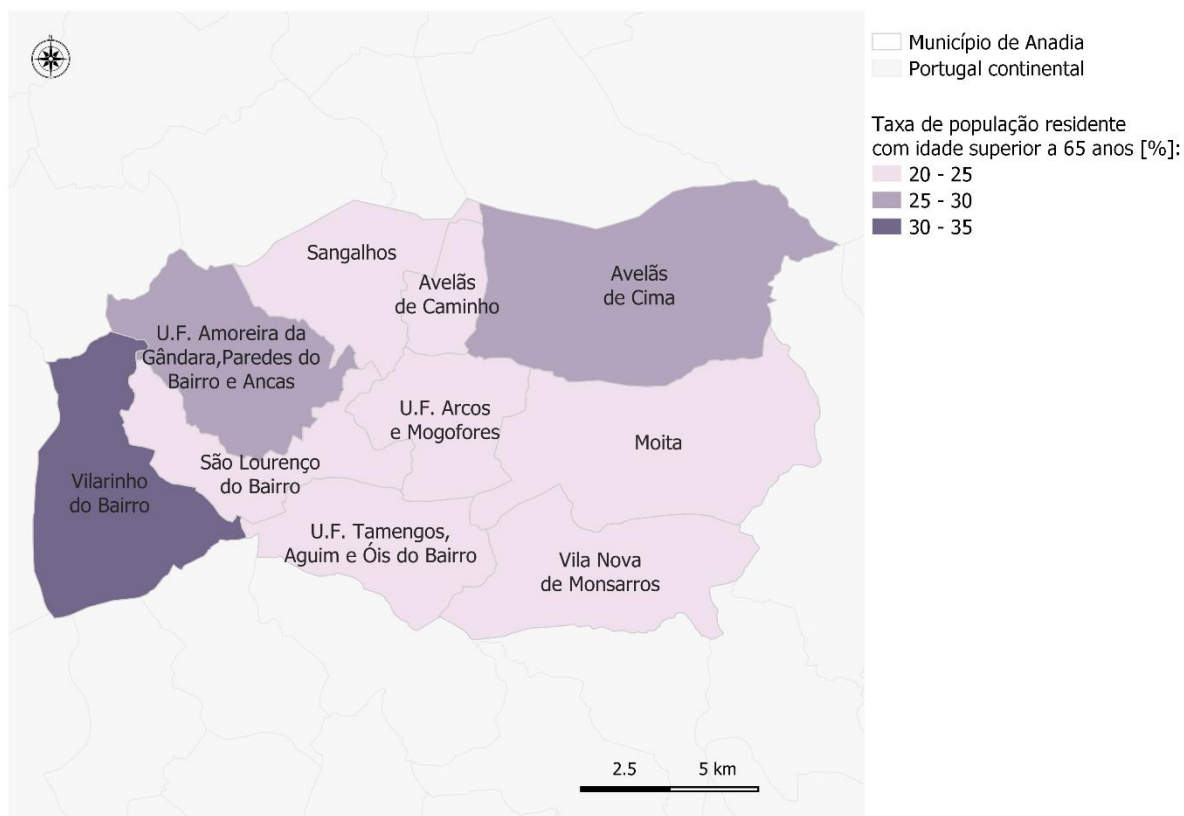 Município de Anadia
Portugal continental
Taxa de população residente
com idade superior a 65 anos [%]:
20 - 25
25 - 30
30 - 35
Sangalhos
Avelãs
de Caminho
Avelãs
de Cima
U.F. Amoreira da
Gândara,Paredes do
Bairro e Ancas
U.F. Arcos
e Mogofores
Moita
São Lourenço
do Bairro
Vilarinho
do Bairro
U.F. Tamengos,
Aguim e Óis do Bairro
Vila Nova
de Monsarros
2.5 5 km